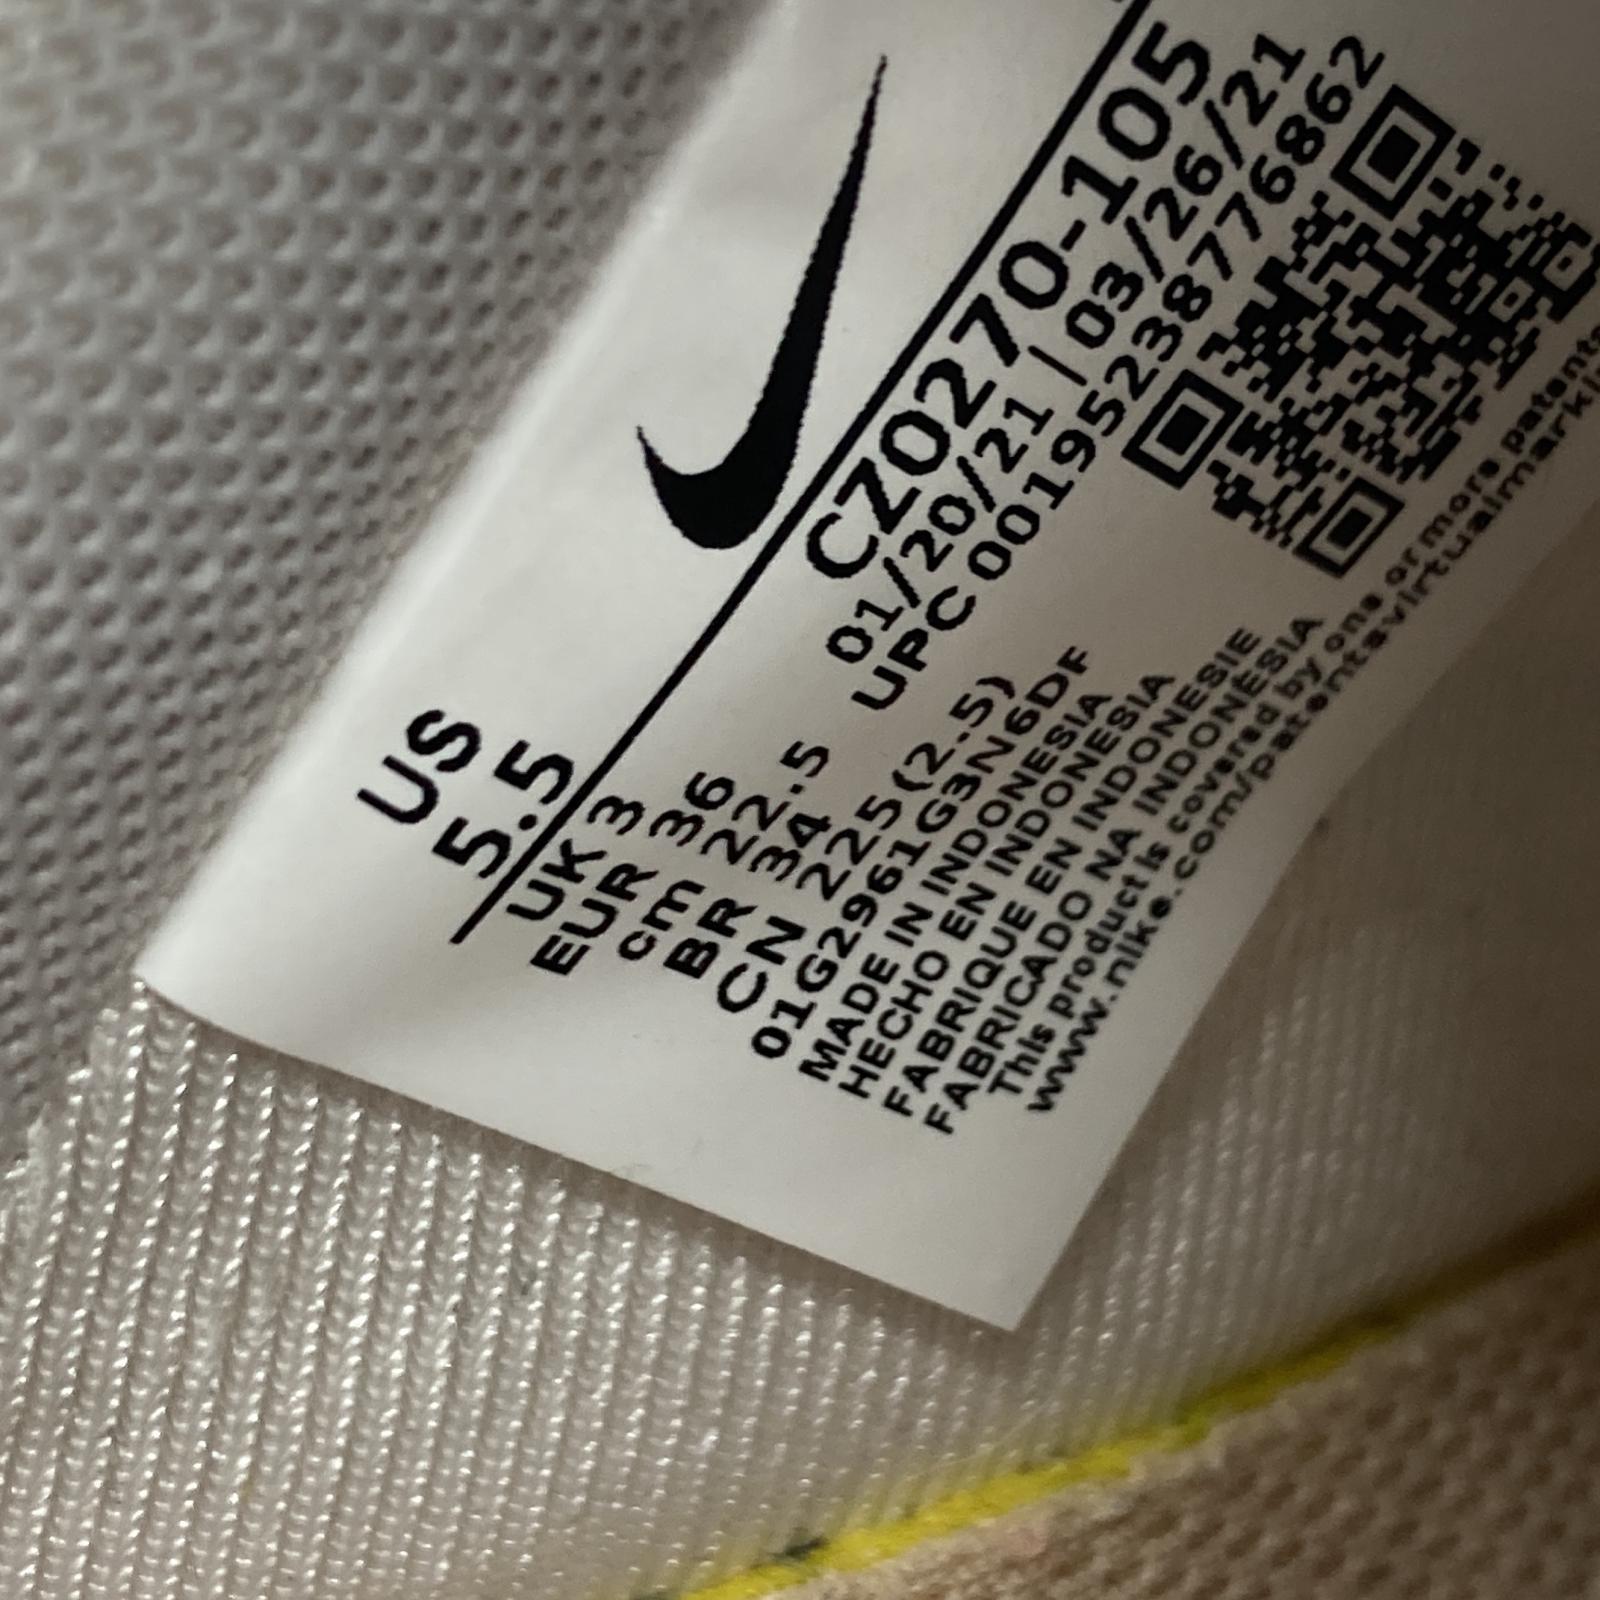 US
5.5
UK 3
EUR 36
cm 22.5
BR 34
CN 225 (2.5)
01G2961G3N6DF
MADE IN INDONESIA
HECHO EN INDONESIA
FABRIQUE EN INDONESIE
FABRICADO NA INDONÉSIA
This product is covered by one or more patents
www.nike.com/patentsvirtualmarki
CZ0270-105
01/20/21 | 03/26/21
UPC 00195238776862